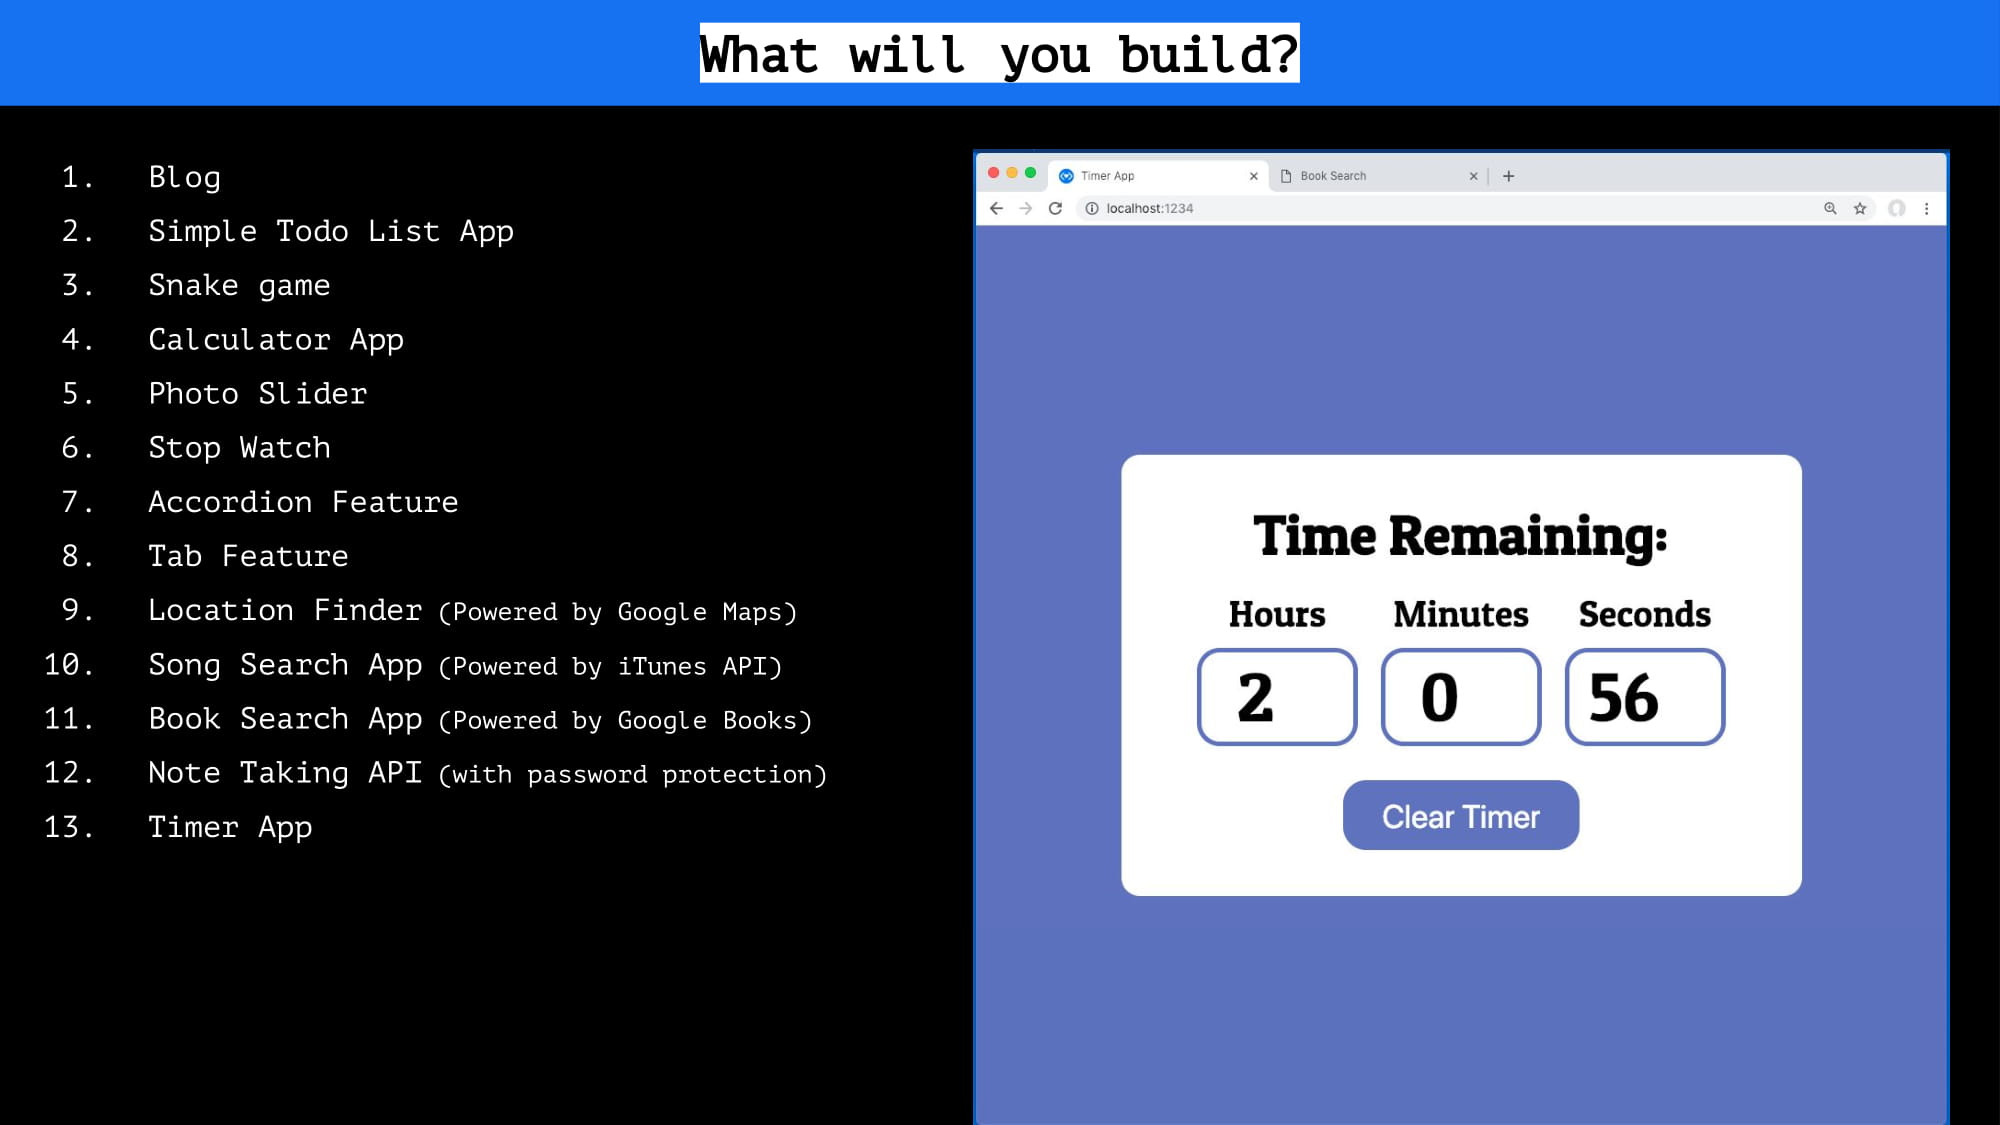 What will you build?
1. Blog
2. Simple Todo List App
3. Snake game
4. Calculator App
5. Photo Slider
6. Stop Watch
7. Accordion Feature
8. Tab Feature
9. Location Finder (Powered by Google Maps)
10. Song Search App (Powered by iTunes API)
11. Book Search App (Powered by Google Books)
12. Note Taking API (with password protection)
13. Timer App
Timer App
Book Search
localhost:1234
Time Remaining:
Hours Minutes Seconds
2 0 56
Clear Timer